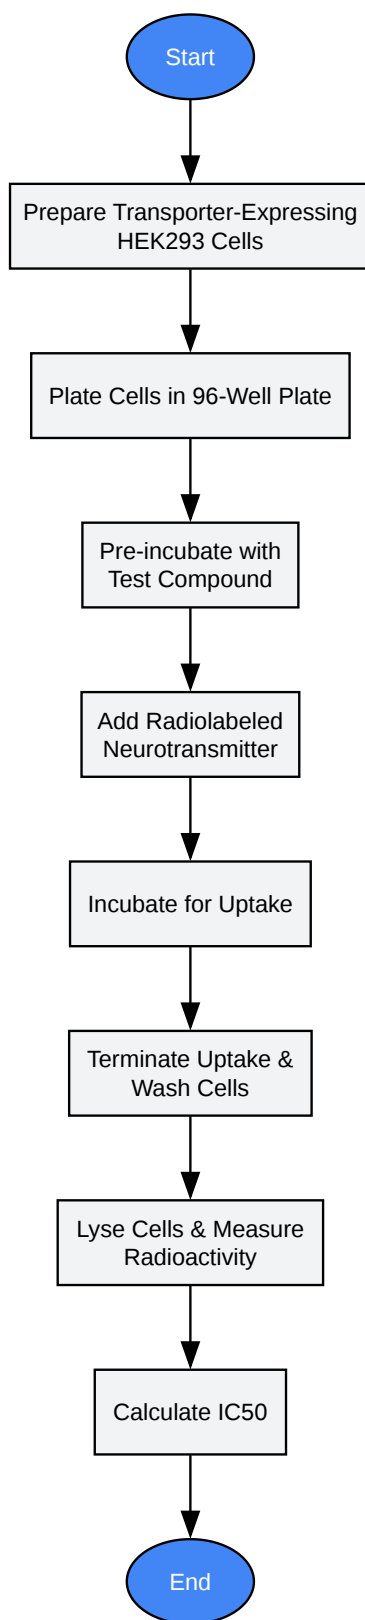 Start
Prepare Transporter-Expressing
HEK293 Cells
Plate Cells in 96-Well Plate
Pre-incubate with
Test Compound
Add Radiolabeled
Neurotransmitter
Incubate for Uptake
Terminate Uptake &
Wash Cells
Lyse Cells & Measure
Radioactivity
Calculate IC50
End